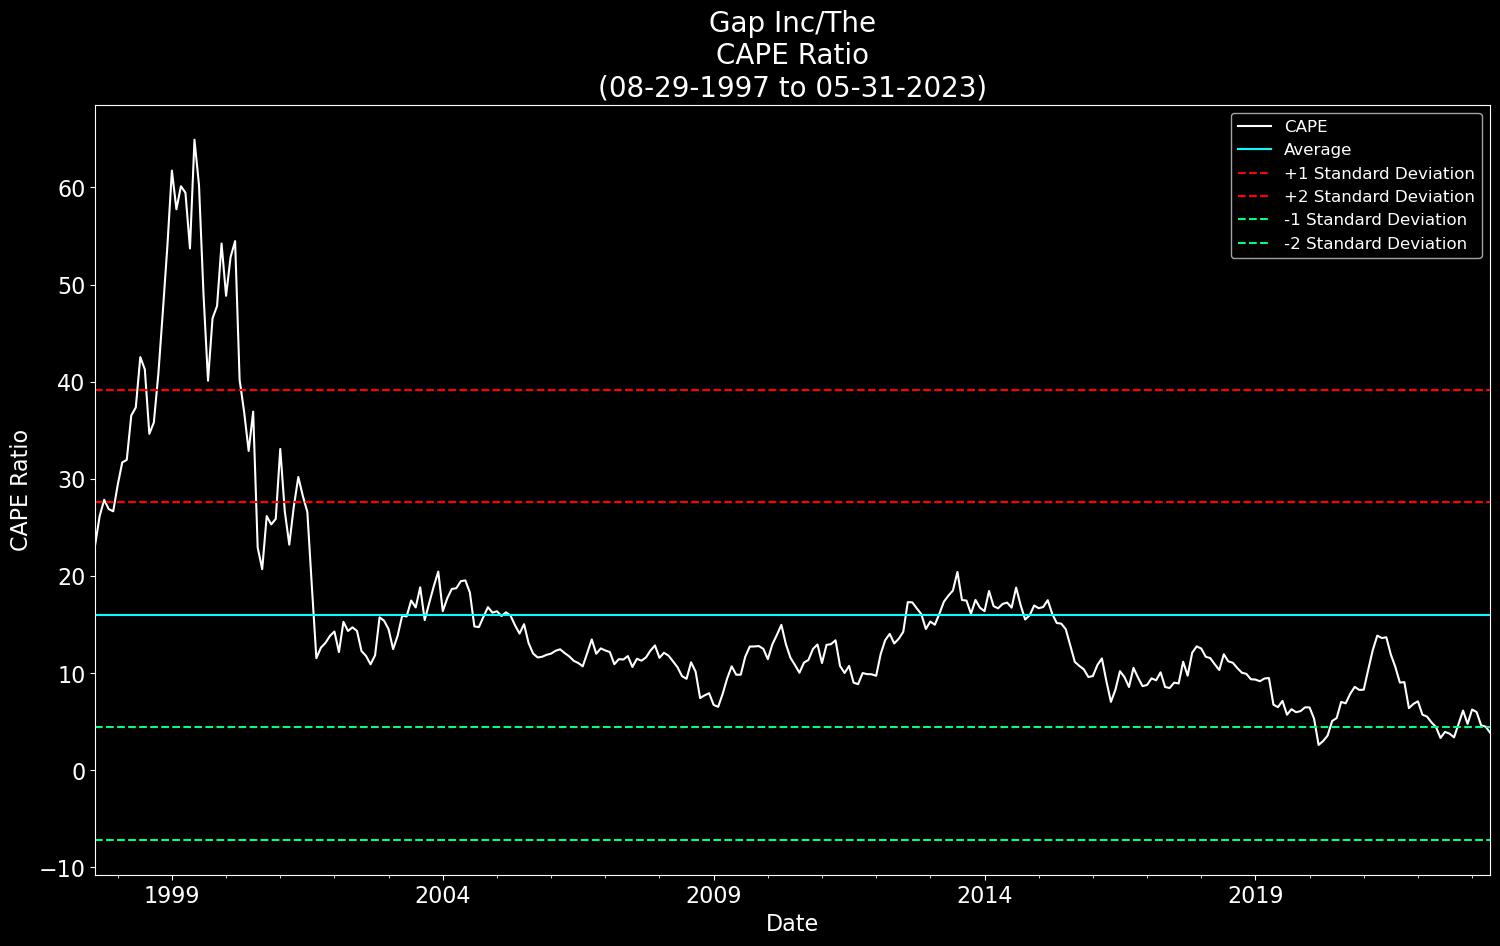 Gap Inc/The
CAPE Ratio
(08-29-1997 to 05-31-2023)
CAPE
Average
+1 Standard Deviation
+2 Standard Deviation
-1 Standard Deviation
-2 Standard Deviation
60
50
40
30
20
10
0
−10
CAPE Ratio
1999
2004
2009
2014
2019
Date